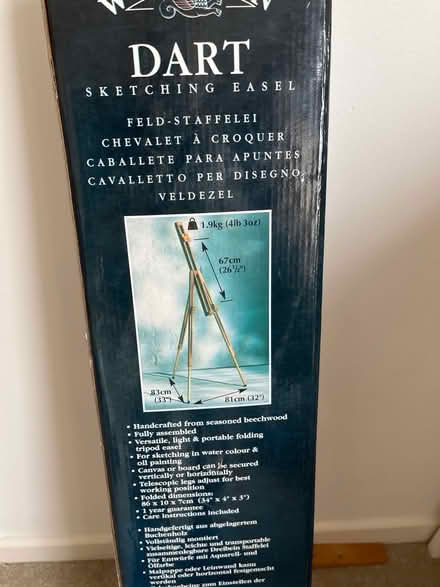 DART
SKETCHING EASEL
FELD-STAFFELEI
CHEVALET À CROQUER
CABALLETE PARA APUNTES
CAVALLETTO PER DISEGNO
VELDEZEL
1.9kg (4lb 3oz)
67cm
(26½")
83cm
(33")
81cm (32")
• Handcrafted from seasoned beechwood
• Fully assembled
• Versatile, light & portable folding
tripod easel
• For sketching in water colour &
oil painting
• Canvas or board can be secured
vertically or horizontally
• Telescopic legs adjust for best
working position
• Folded dimensions:
86 x 10 x 7cm (34" x 4" x 3")
• 1 year guarantee
• Care instructions included
• Handgefertigt aus abgelagertem
Buchenholz
• Vollständig montiert
• Vielseitige, leichte und transportable
zusammenlegbare Dreibein Staffelei
• Für Entwürfe mit Aquarell- und
Ölfarbe
• Malpappe oder Leinwand kann
vertikal oder horizontal festgemacht
werden
zum Einstellen der